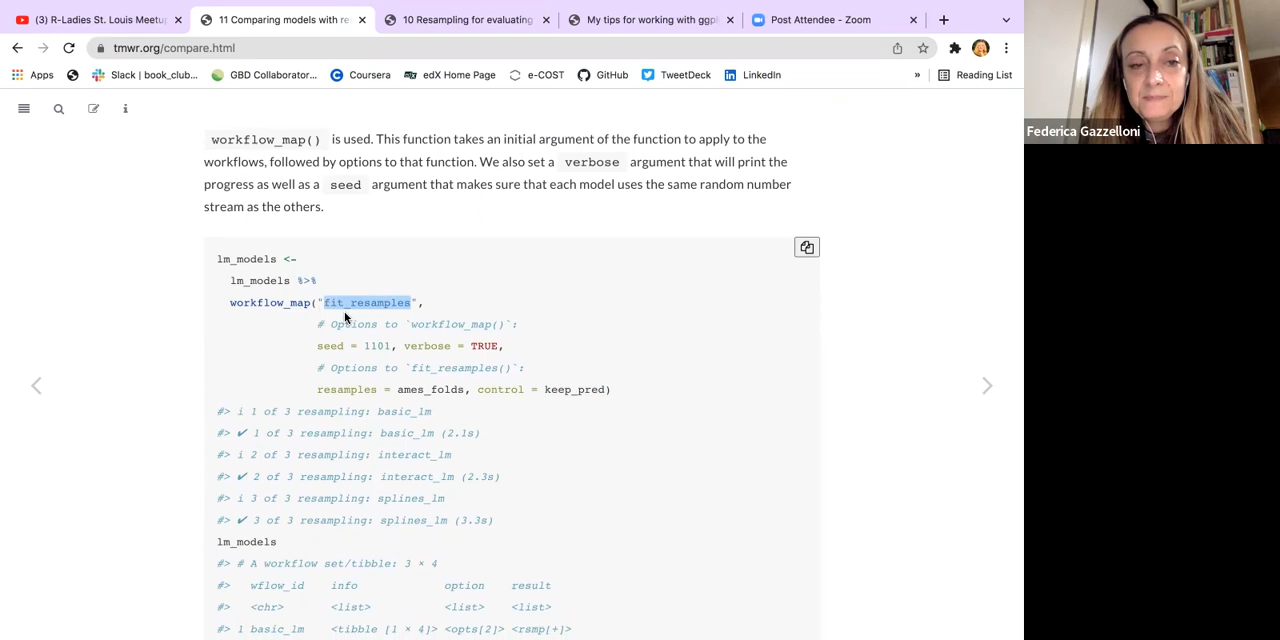 (3) R-Ladies St. Louis Meetu
11 Comparing models with re
10 Resampling for evaluating
My tips for working with ggp
Post Attendee - Zoom
tmwr.org/compare.html
Apps
Slack | book_club...
GBD Collaborator...
Coursera
edX Home Page
e-COST
GitHub
TweetDeck
LinkedIn
»
Reading List
Federica Gazzelloni
workflow_map() is used. This function takes an initial argument of the function to apply to the
workflows, followed by options to that function. We also set a verbose argument that will print the
progress as well as a seed argument that makes sure that each model uses the same random number
stream as the others.
lm_models <-
lm_models %>%
workflow_map("fit_resamples",
# Options to `workflow_map()`:
seed = 1101, verbose = TRUE,
# Options to `fit_resamples()`:
resamples = ames_folds, control = keep_pred)
#> i 1 of 3 resampling: basic_lm
#> ✔ 1 of 3 resampling: basic_lm (2.1s)
#> i 2 of 3 resampling: interact_lm
#> ✔ 2 of 3 resampling: interact_lm (2.3s)
#> i 3 of 3 resampling: splines_lm
#> ✔ 3 of 3 resampling: splines_lm (3.3s)
lm_models
#> # A workflow set/tibble: 3 × 4
#> wflow_id info option result
#> <chr> <list> <list> <list>
#> 1 basic_lm <tibble [1 × 4]> <opts[2]> <rsmp[+]>